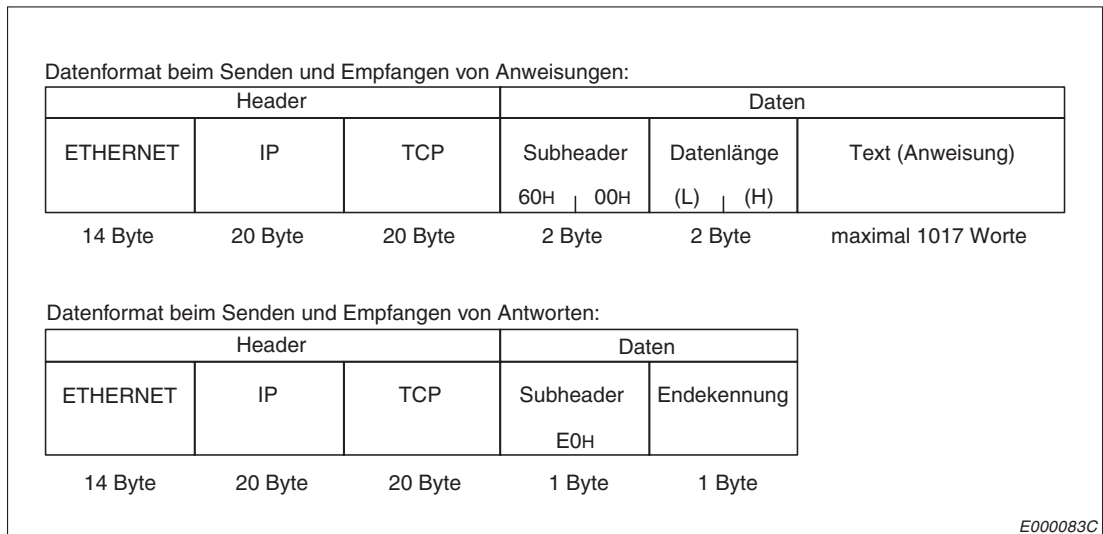 Datenformat beim Senden und Empfangen von Anweisungen:
Header Daten
ETHERNET IP TCP Subheader Datenlänge Text (Anweisung)
60H 00H (L) (H)
14 Byte 20 Byte 20 Byte 2 Byte 2 Byte maximal 1017 Worte
Datenformat beim Senden und Empfangen von Antworten:
Header Daten
ETHERNET IP TCP Subheader Endekennung
E0H
14 Byte 20 Byte 20 Byte 1 Byte 1 Byte
E000083C